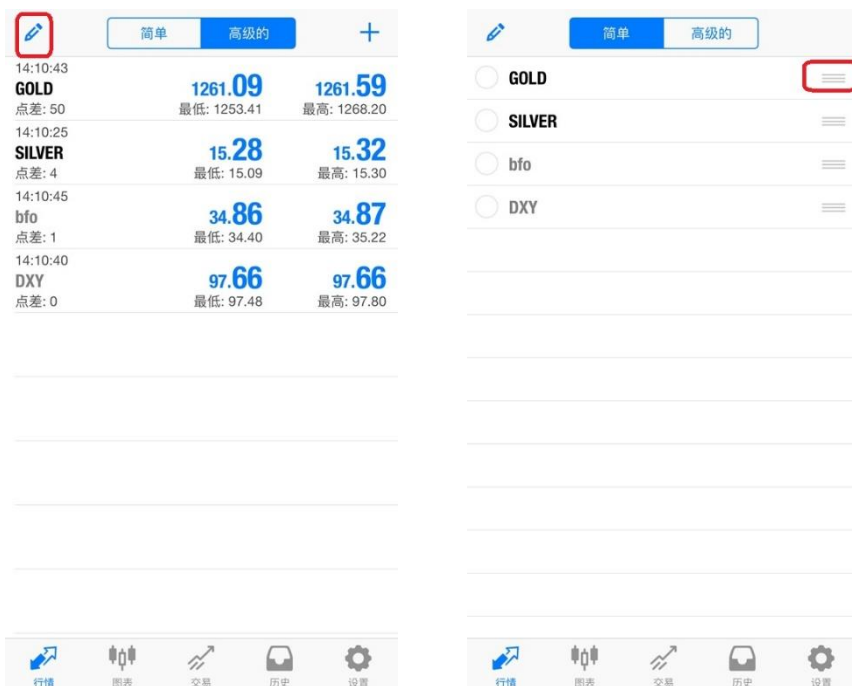 简单 高级的
14:10:43
GOLD 1261.09 1261.59
点差: 50 最低: 1253.41 最高: 1268.20
14:10:25
SILVER 15.28 15.32
点差: 4 最低: 15.09 最高: 15.30
14:10:45
bfo 34.86 34.87
点差: 1 最低: 34.40 最高: 35.22
14:10:40
DXY 97.66 97.66
点差: 0 最低: 97.48 最高: 97.80
行情 图表 交易 历史 设置
简单 高级的
GOLD
SILVER
bfo
DXY
行情 图表 交易 历史 设置